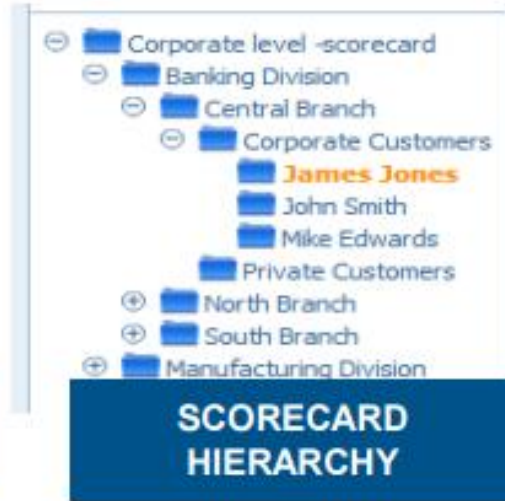 Corporate level -scorecard
Banking Division
Central Branch
Corporate Customers
James Jones
John Smith
Mike Edwards
Private Customers
North Branch
South Branch
Manufacturing Division
SCORECARD
HIERARCHY